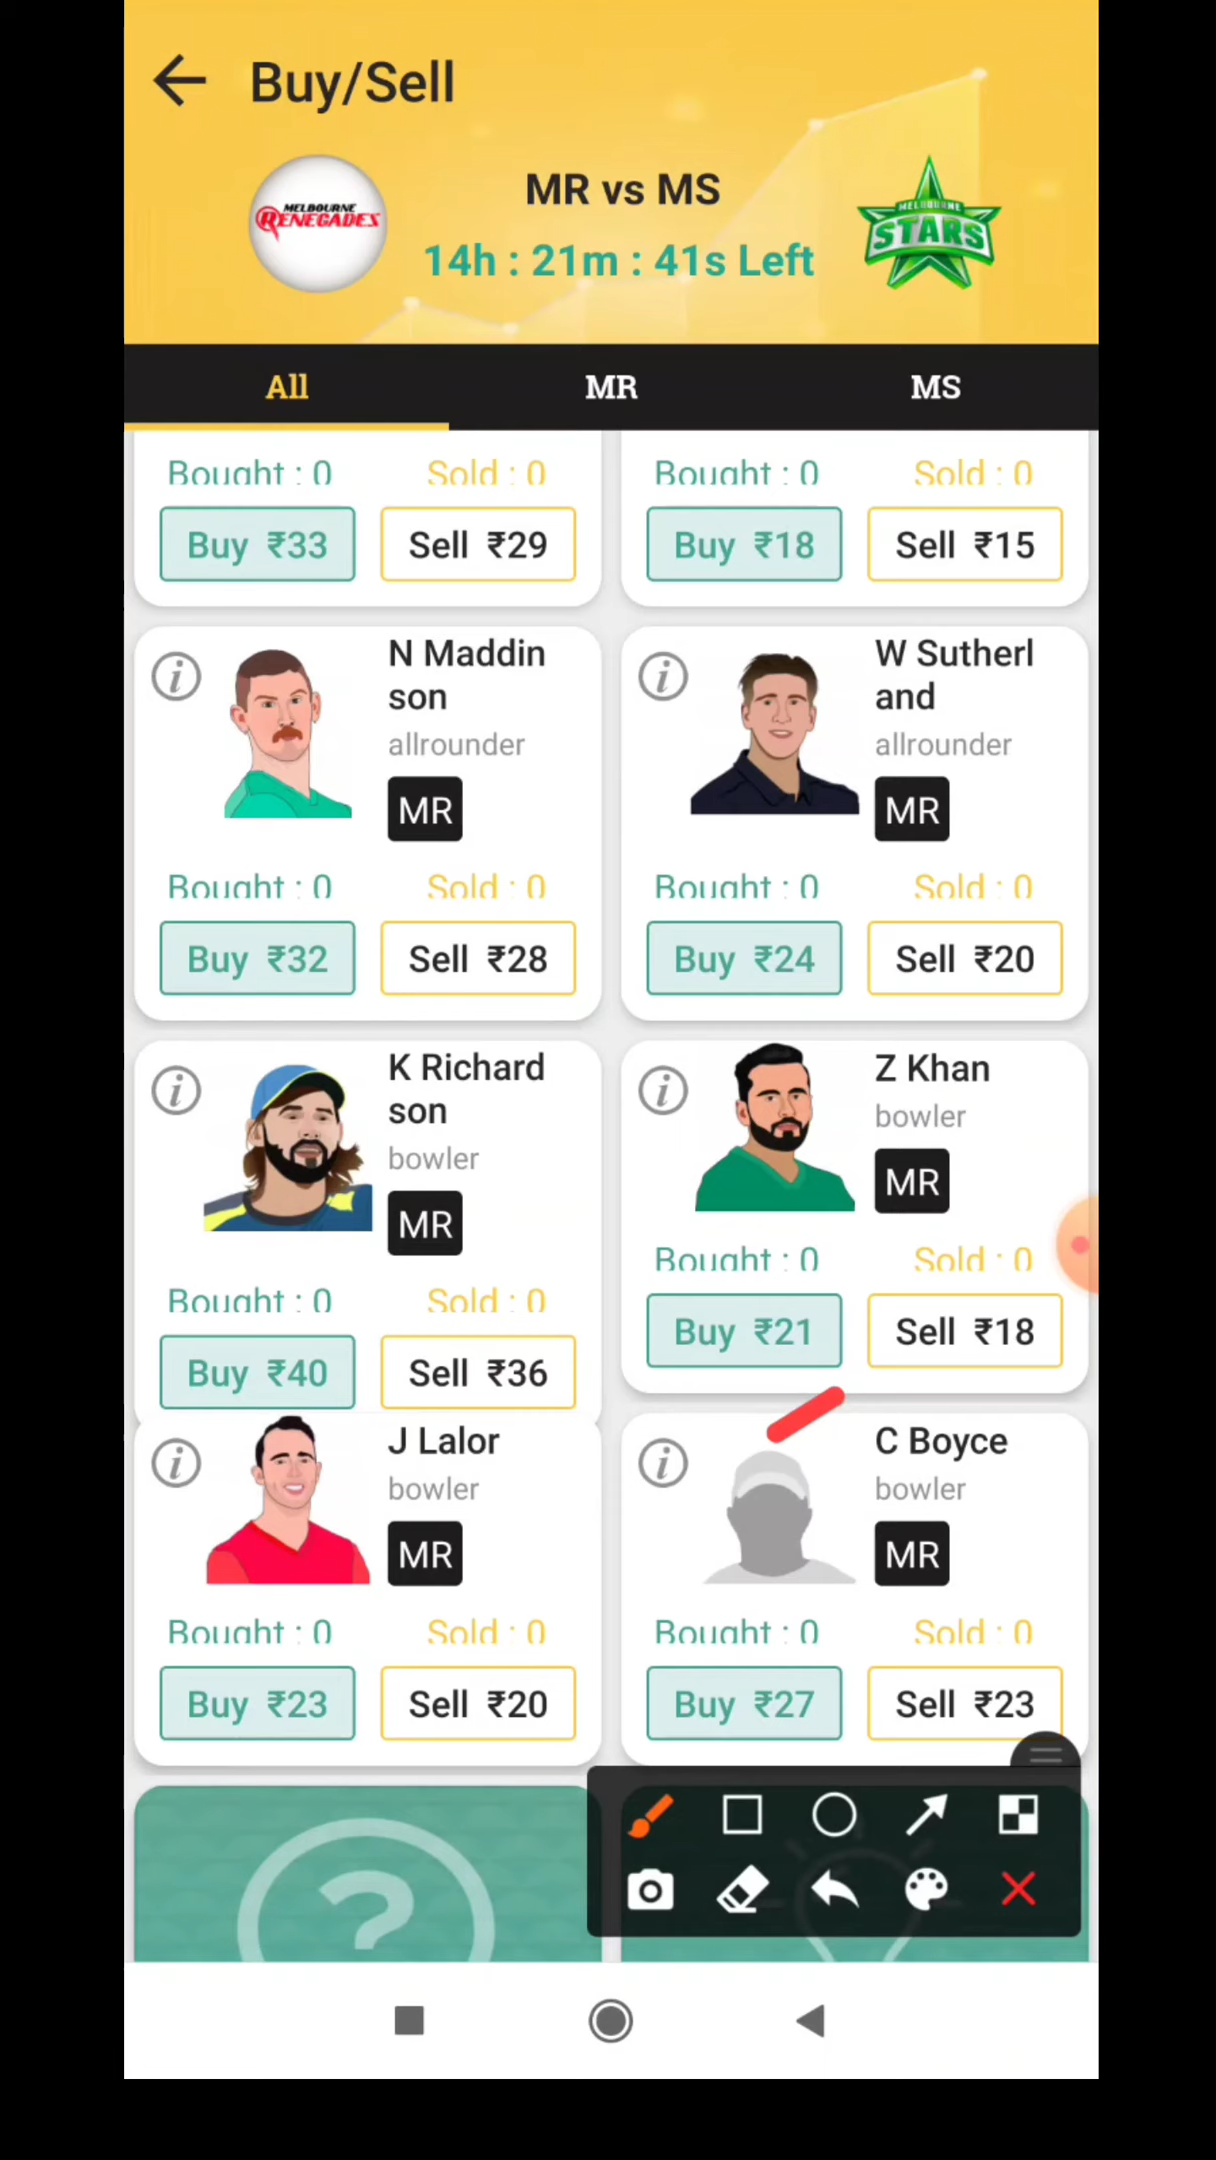 Buy/Sell
MELBOURNE
RENEGADES
MR vs MS
14h : 21m : 41s Left
MELBOURNE
STARS
All
MR
MS
Bought : 0
Sold : 0
Bought : 0
Sold : 0
Buy ₹33
Sell ₹29
Buy ₹18
Sell ₹15
N Maddin
son
allrounder
MR
W Sutherl
and
allrounder
MR
Bought : 0
Sold : 0
Bought : 0
Sold : 0
Buy ₹32
Sell ₹28
Buy ₹24
Sell ₹20
K Richard
son
bowler
MR
Bought : 0
Sold : 0
Buy ₹40
Sell ₹36
Z Khan
bowler
MR
Bought : 0
Sold : 0
Buy ₹21
Sell ₹18
J Lalor
bowler
MR
Bought : 0
Sold : 0
Buy ₹23
Sell ₹20
C Boyce
bowler
MR
Bought : 0
Sold : 0
Buy ₹27
Sell ₹23
?